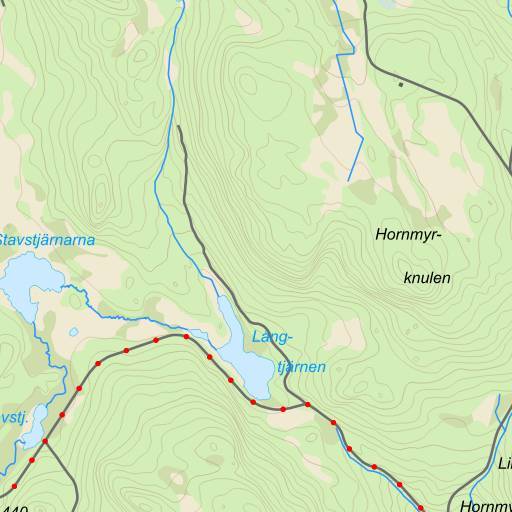 Stavstjärnarna
Hornmyr-
knulen
Lång-
tjärnen
vstj.
Li
440
Hornmy